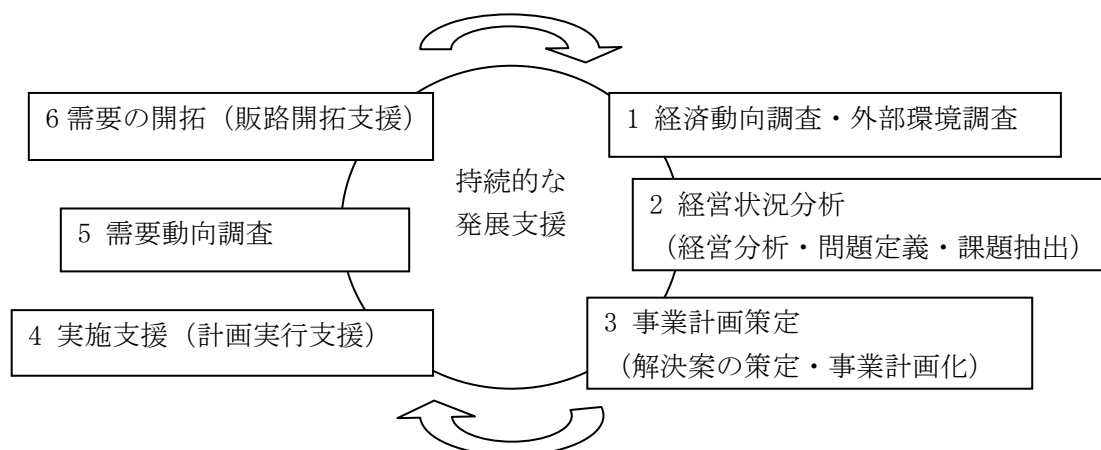 6 需要の開拓（販路開拓支援）
1 経済動向調査・外部環境調査
持続的な
発展支援
2 経営状況分析
（経営分析・問題定義・課題抽出）
5 需要動向調査
3 事業計画策定
（解決案の策定・事業計画化）
4 実施支援（計画実行支援）